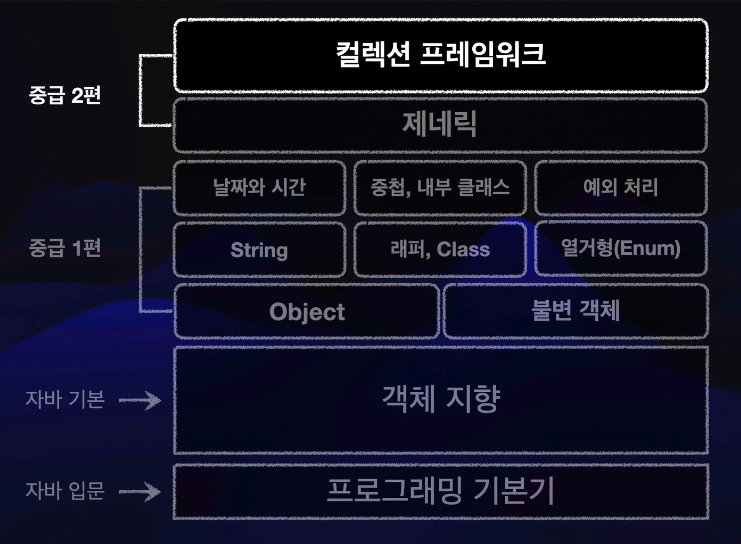 컬렉션 프레임워크
중급 2편
제네릭
날짜와 시간
중첩, 내부 클래스
예외 처리
중급 1편
String
래퍼, Class
열거형(Enum)
Object
불변 객체
자바 기본
객체 지향
자바 입문
프로그래밍 기본기